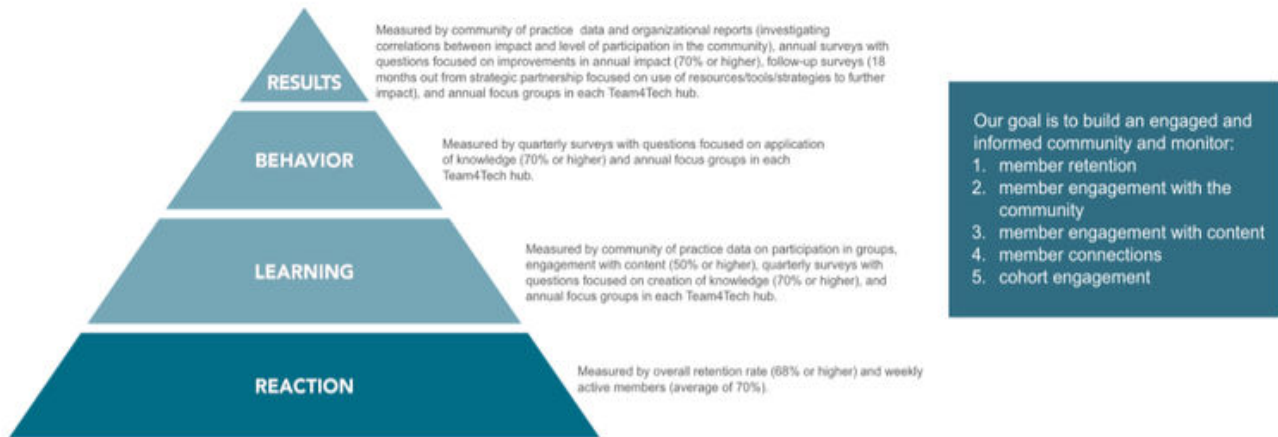 Measured by community of practice data and organizational reports (investigating
correlations between impact and level of participation in the community), annual surveys with
questions focused on improvements in annual impact (70% or higher), follow-up surveys (18
months out from strategic partnership focused on use of resources/tools/strategies to further
impact), and annual focus groups in each Team4Tech hub.
RESULTS
BEHAVIOR
Measured by quarterly surveys with questions focused on application
of knowledge (70% or higher) and annual focus groups in each
Team4Tech hub.
LEARNING
Measured by community of practice data on participation in groups,
engagement with content (50% or higher), quarterly surveys with
questions focused on creation of knowledge (70% or higher), and
annual focus groups in each Team4Tech hub.
REACTION
Measured by overall retention rate (68% or higher) and weekly
active members (average of 70%).
Our goal is to build an engaged and
informed community and monitor:
1. member retention
2. member engagement with the
community
3. member engagement with content
4. member connections
5. cohort engagement